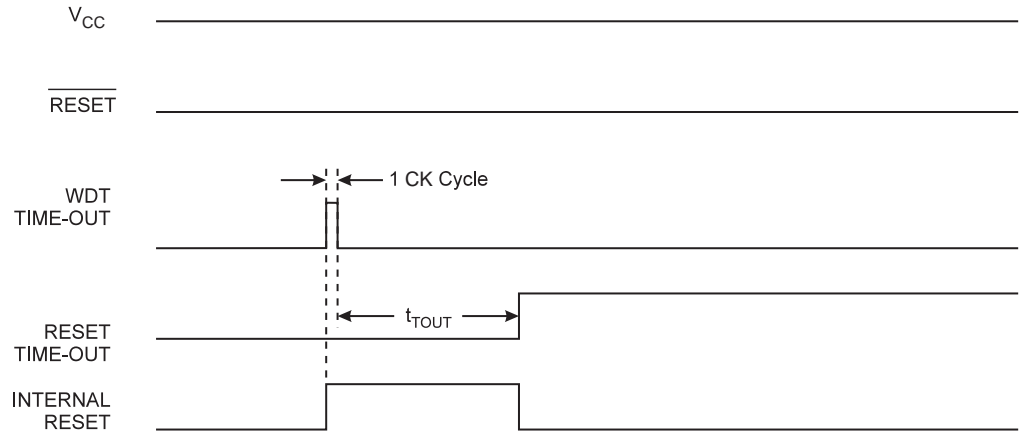 VCC
RESET
WDT
TIME-OUT
1 CK Cycle
RESET
TIME-OUT
tTOUT
INTERNAL
RESET